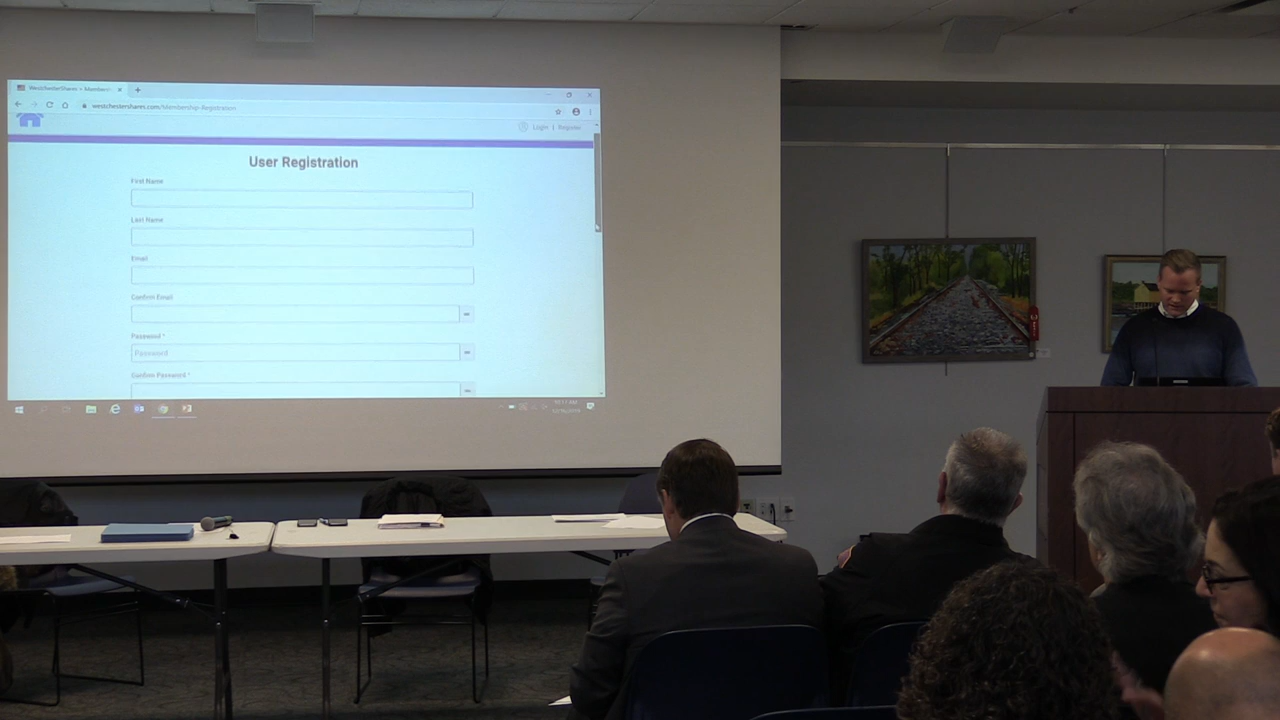 WestchesterShares > Members
westchestershares.com/Membership-Registration
Login | Register
User Registration
First Name
Last Name
Email
Confirm Email
Password *
Password
Confirm Password *